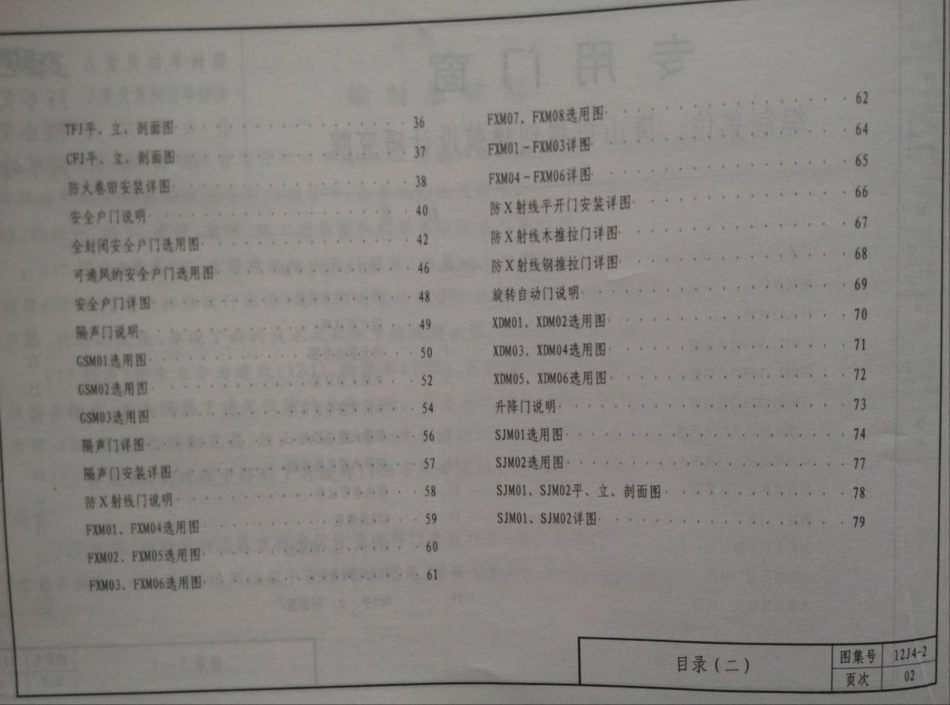 TFJ平、立、剖面图 36
CFJ平、立、剖面图 37
防火卷帘安装详图 38
安全户门说明 40
全封闭安全户门选用图 42
可通风的安全户门选用图 46
安全户门详图 48
隔声门说明 49
GSM01选用图 50
GSM02选用图 52
GSM03选用图 54
隔声门详图 56
隔声门安装详图 57
防X射线门说明 58
FXM01、FXM04选用图 59
FXM02、FXM05选用图 60
FXM03、FXM06选用图 61
FXM07、FXM08选用图 62
FXM01~FXM03详图 64
FXM04~FXM06详图 65
防X射线平开门安装详图 66
防X射线木推拉门详图 67
防X射线钢推拉门详图 68
旋转自动门说明 69
XDM01、XDM02选用图 70
XDM03、XDM04选用图 71
XDM05、XDM06选用图 72
升降门说明 73
SJM01选用图 74
SJM02选用图 77
SJM01、SJM02平、立、剖面图 78
SJM01、SJM02详图 79
目录(二)
图集号 12J4-2
页次 02